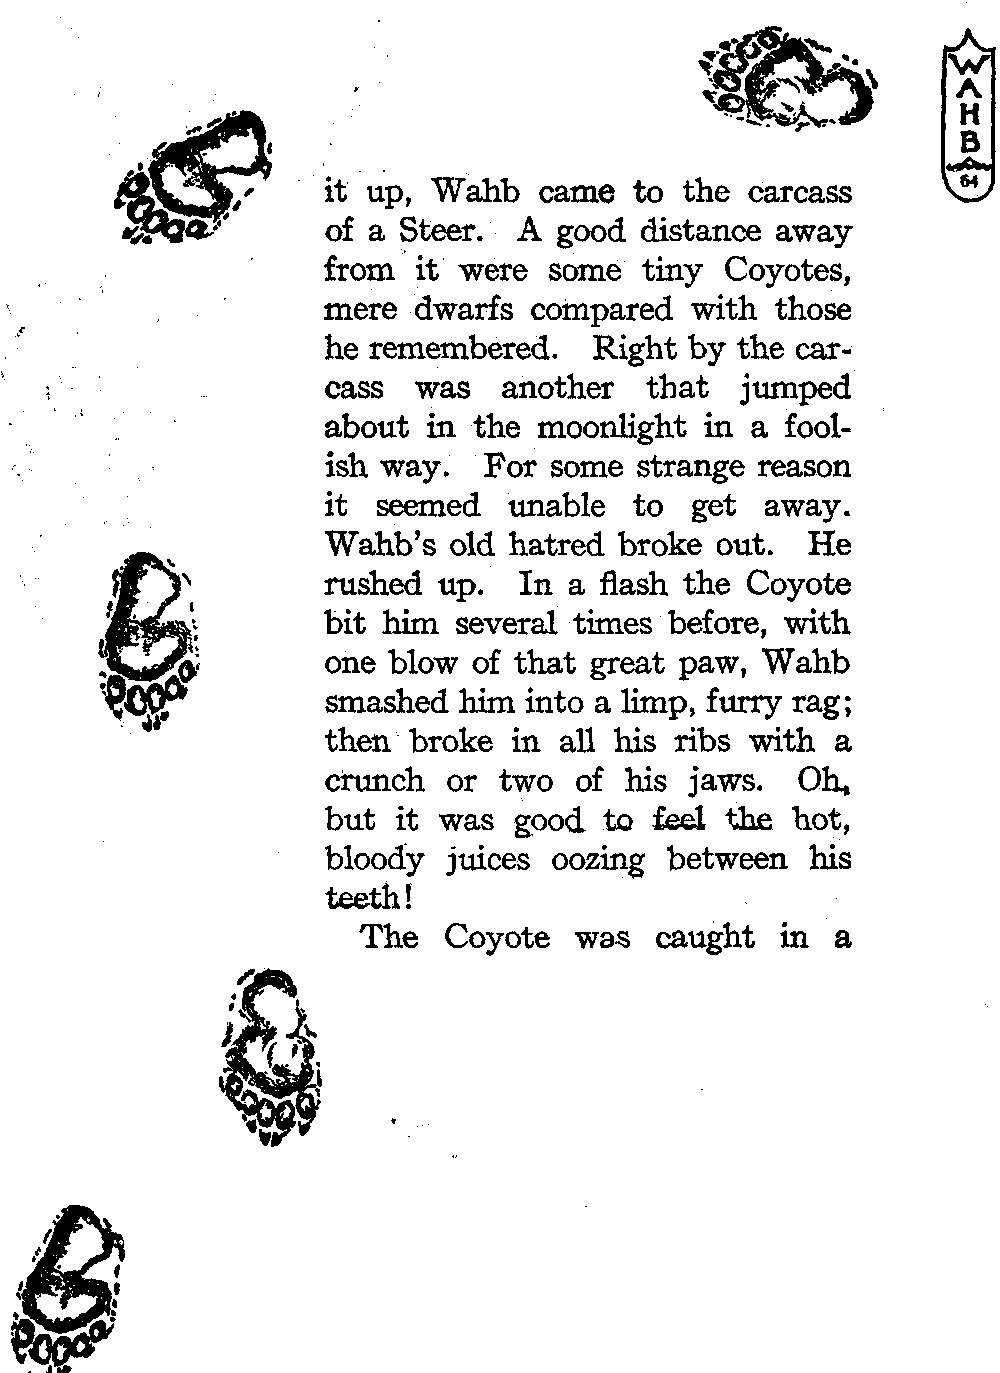 WAHB
64
it up, Wahb came to the carcass
of a Steer. A good distance away
from it were some tiny Coyotes,
mere dwarfs compared with those
he remembered. Right by the car-
cass was another that jumped
about in the moonlight in a fool-
ish way. For some strange reason
it seemed unable to get away.
Wahb's old hatred broke out. He
rushed up. In a flash the Coyote
bit him several times before, with
one blow of that great paw, Wahb
smashed him into a limp, furry rag;
then broke in all his ribs with a
crunch or two of his jaws. Oh,
but it was good to feel the hot,
bloody juices oozing between his
teeth!
The Coyote was caught in a